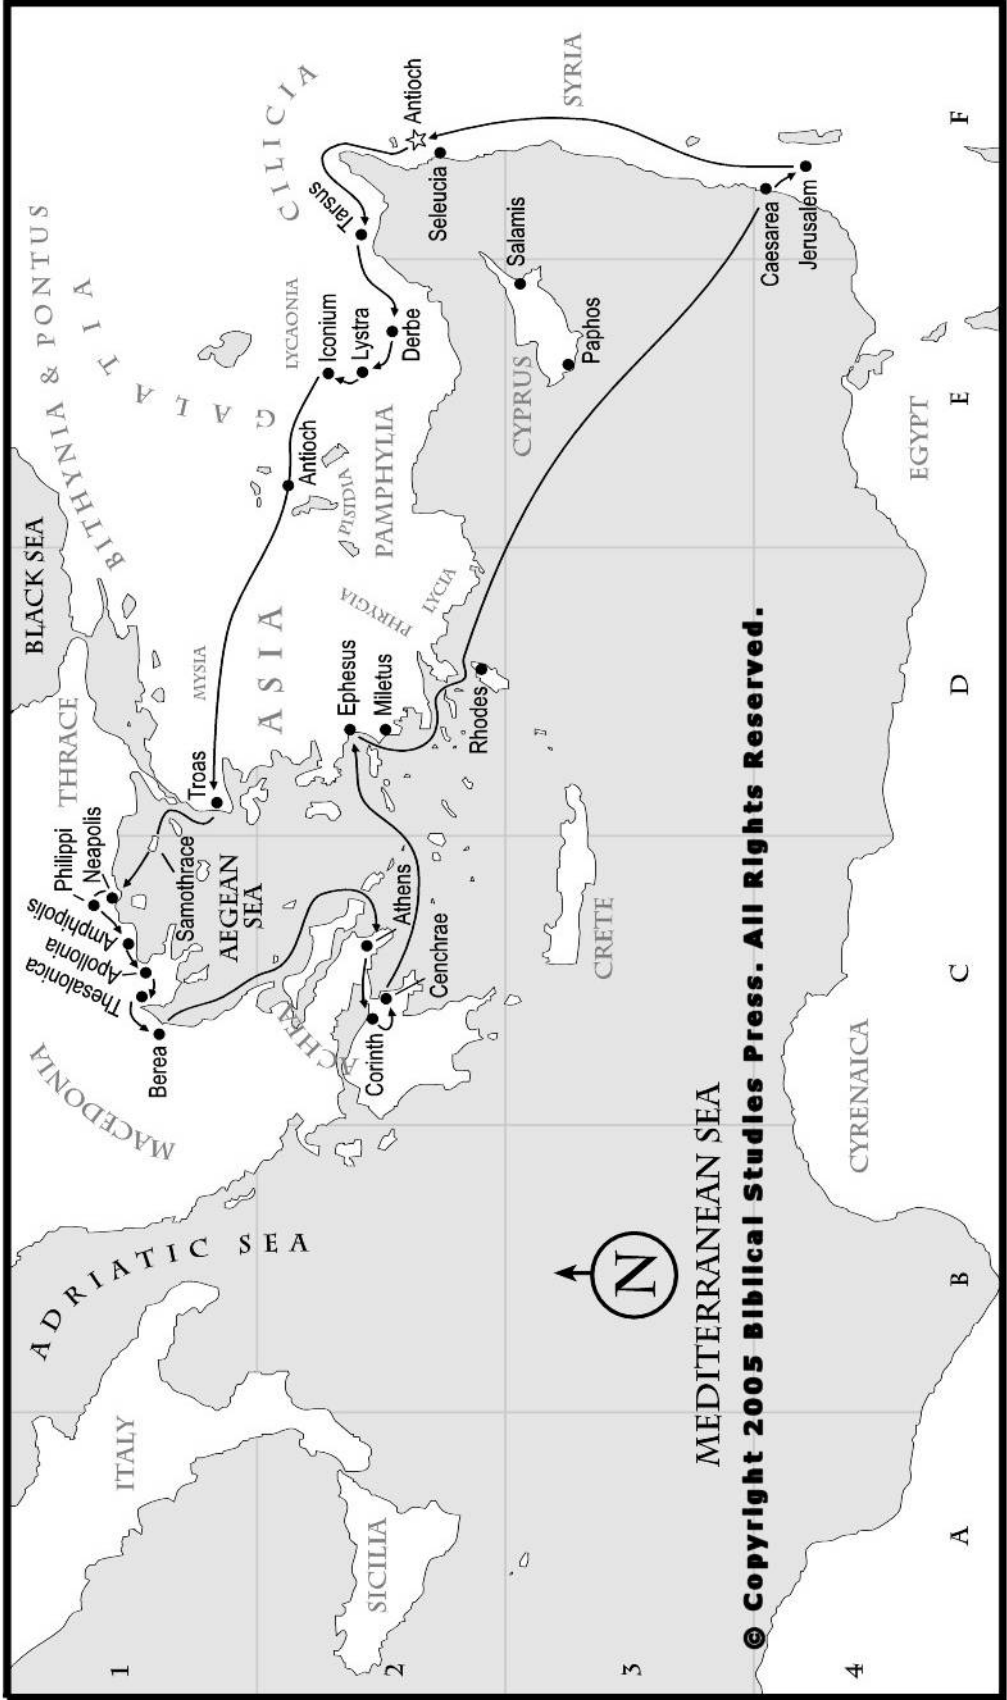 BLACK SEA
BITHYNIA & PONTUS
GALATIA
CILICIA
THRACE
MACEDONIA
ADRIATIC SEA
ITALY
SICILIA
Philippi
Neapolis
Amphipolis
Apollonia
Thesalonica
Berea
Samothrace
Troas
MYSIA
ASIA
AEGEAN
SEA
ACHEA
Athens
Corinth
Cenchrae
Ephesus
Miletus
PHRYGIA
LYCIA
Rhodes
PISIDIA
PAMPHYLIA
Antioch
LYCAONIA
Iconium
Lystra
Derbe
Tarsus
Antioch
Seleucia
SYRIA
Salamis
CYPRUS
Paphos
CRETE
Caesarea
Jerusalem
N
MEDITERRANEAN SEA
© Copyright 2005 Biblical Studies Press. All Rights Reserved.
CYRENAICA
EGYPT
1
2
3
4
A
B
C
D
E
F